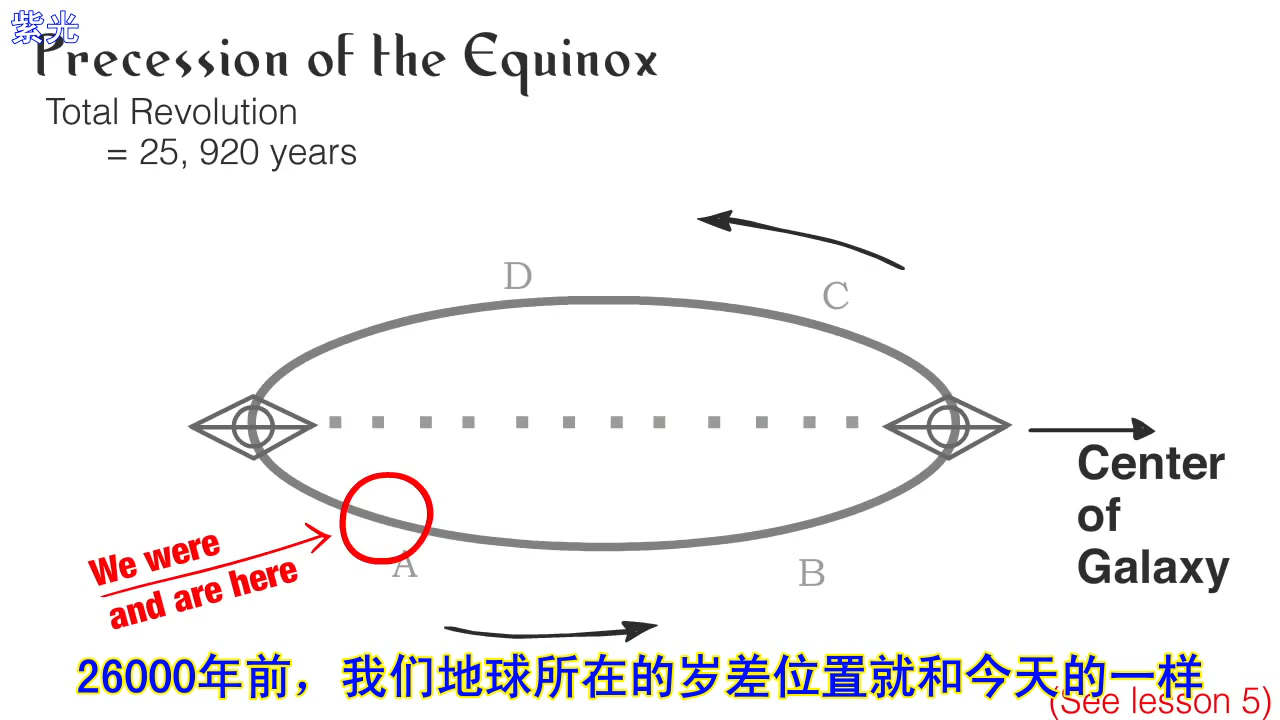 紫光
Precession of the Equinox
Total Revolution
= 25, 920 years
D
C
Center
of
Galaxy
We were
and are here
A
B
26000年前，我们地球所在的岁差位置就和今天的一样
(See lesson 5)